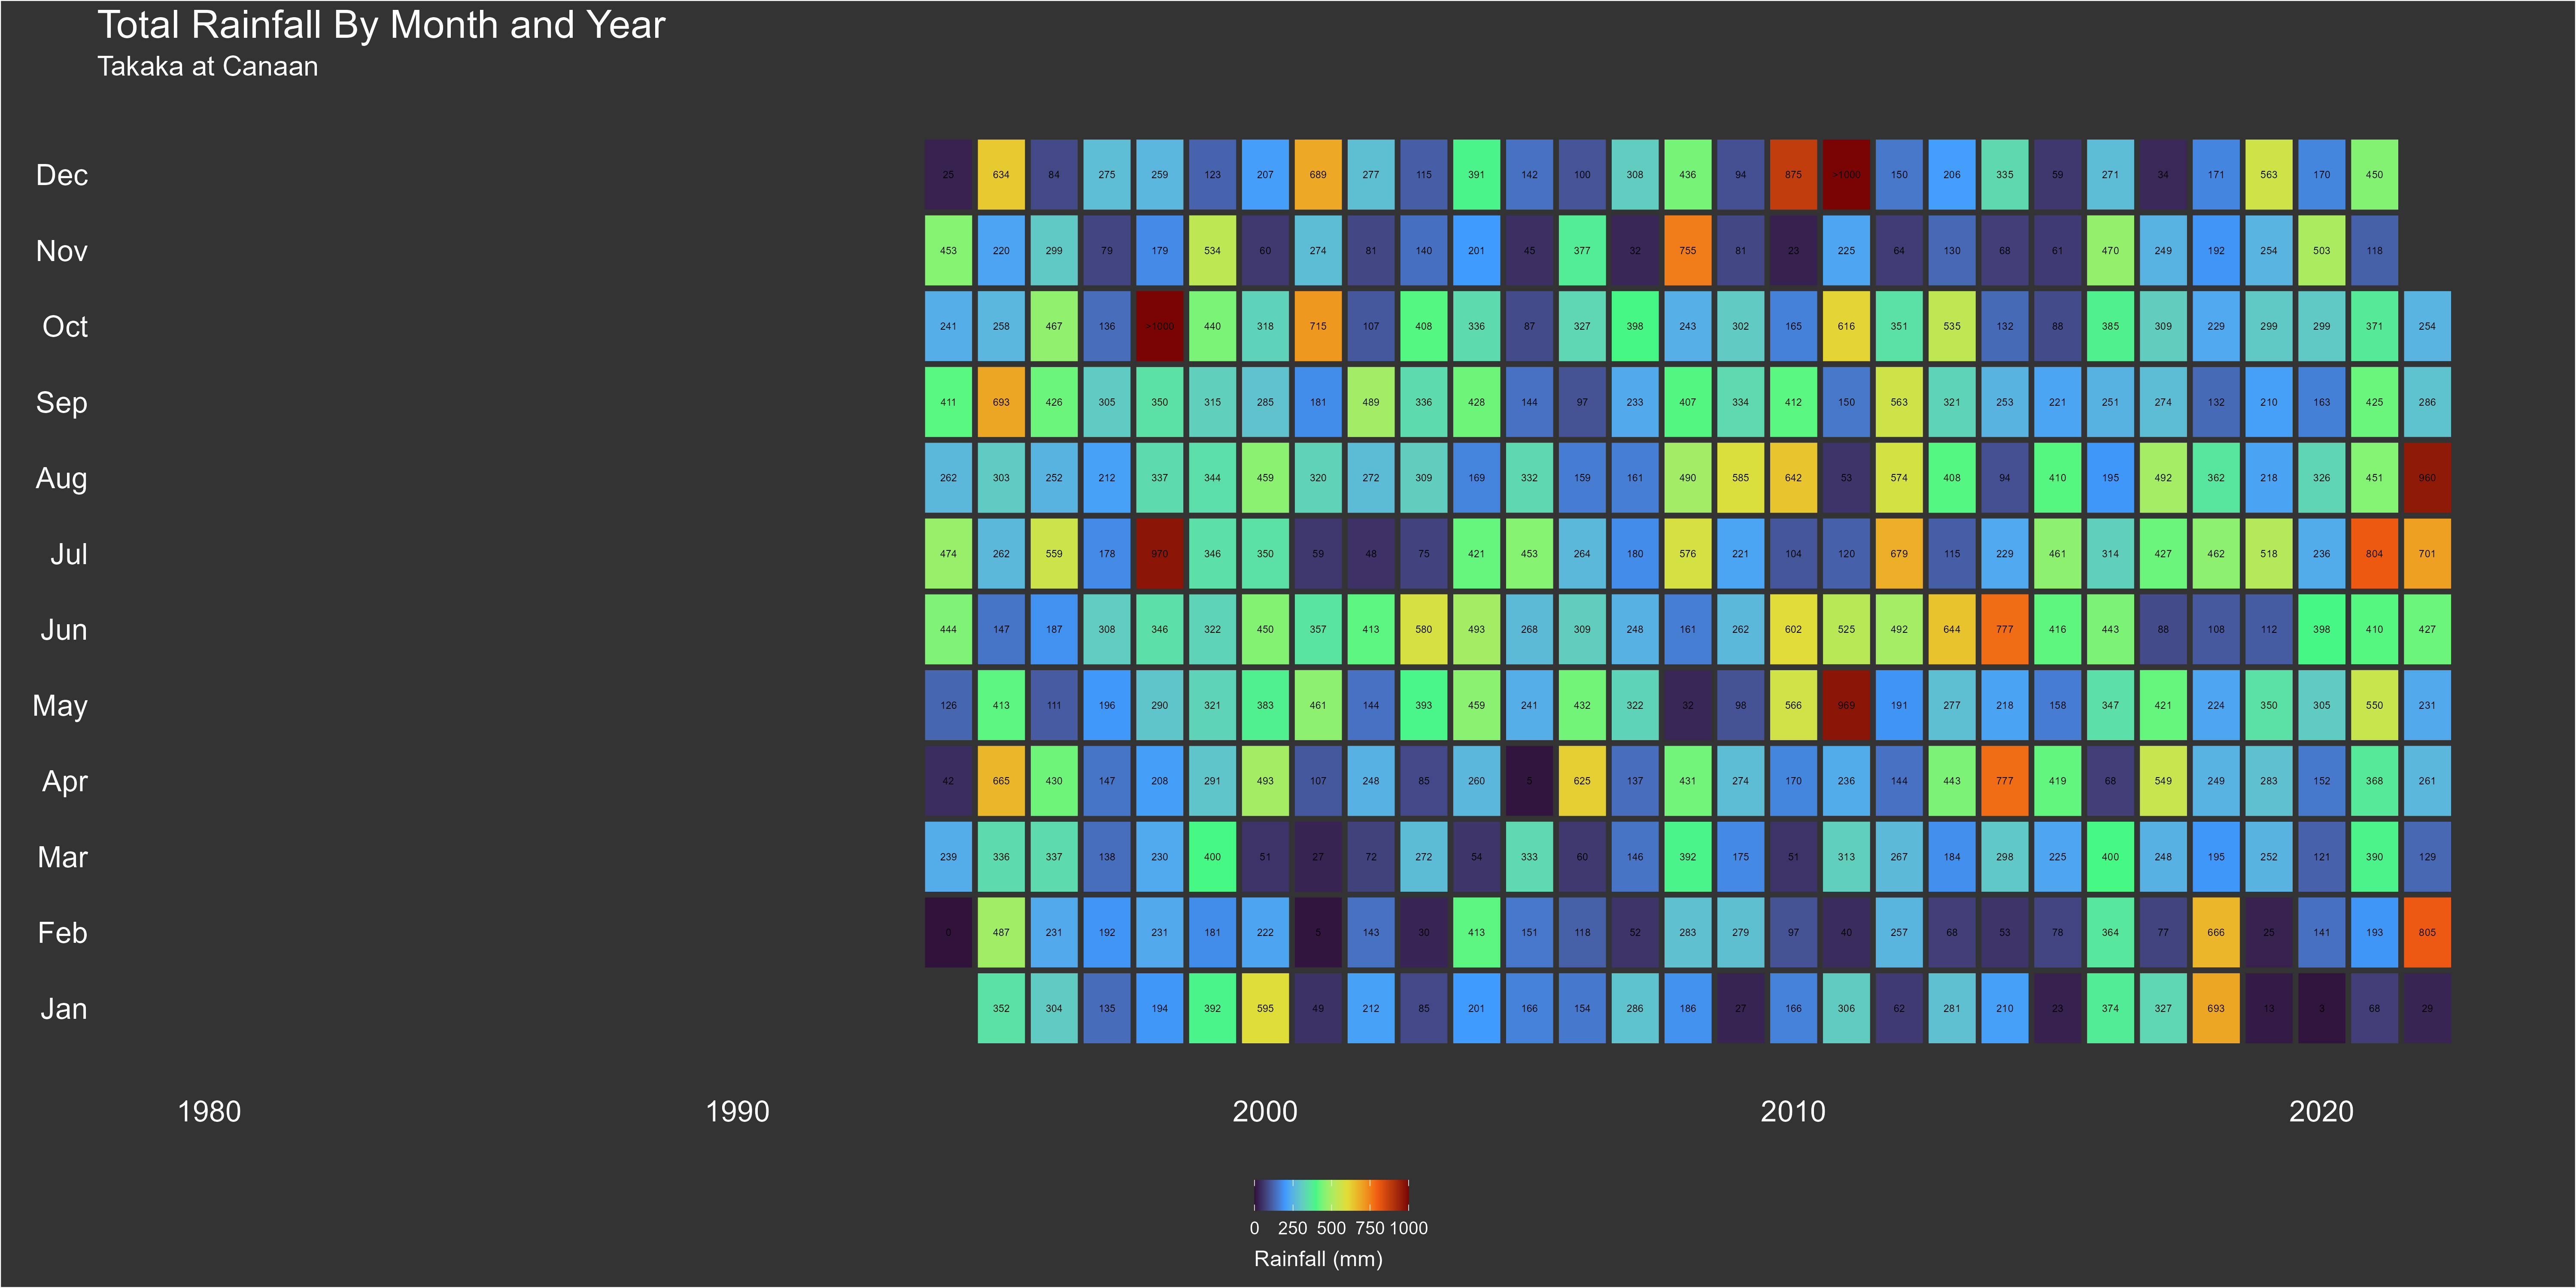 Total Rainfall By Month and Year
Takaka at Canaan
Dec 25 634 84 275 259 123 207 689 277 115 391 142 100 308 436 94 875 >1000 150 206 335 59 271 34 171 563 170 450
Nov 453 220 299 79 179 534 60 274 81 140 201 45 377 32 755 81 23 225 64 130 68 61 470 249 192 254 503 118
Oct 241 258 467 136 >1000 440 318 715 107 408 336 87 327 398 243 302 165 616 351 535 132 88 385 309 229 299 299 371 254
Sep 411 693 426 305 350 315 285 181 489 336 428 144 97 233 407 334 412 150 563 321 253 221 251 274 132 210 163 425 286
Aug 262 303 252 212 337 344 459 320 272 309 169 332 159 161 490 585 642 53 574 408 94 410 195 492 362 218 326 451 960
Jul 474 262 559 178 970 346 350 59 48 75 421 453 264 180 576 221 104 120 679 115 229 461 314 427 462 518 236 804 701
Jun 444 147 187 308 346 322 450 357 413 580 493 268 309 248 161 262 602 525 492 644 777 416 443 88 108 112 398 410 427
May 126 413 111 196 290 321 383 461 144 393 459 241 432 322 32 98 566 969 191 277 218 158 347 421 224 350 305 550 231
Apr 42 665 430 147 208 291 493 107 248 85 260 5 625 137 431 274 170 236 144 443 777 419 68 549 249 283 152 368 261
Mar 239 336 337 138 230 400 51 27 72 272 54 333 60 146 392 175 51 313 267 184 298 225 400 248 195 252 121 390 129
Feb 0 487 231 192 231 181 222 5 143 30 413 151 118 52 283 279 97 40 257 68 53 78 364 77 666 25 141 193 805
Jan 352 304 135 194 392 595 49 212 85 201 166 154 286 186 27 166 306 62 281 210 23 374 327 693 13 3 68 29
1980 1990 2000 2010 2020
0 250 500 750 1000
Rainfall (mm)